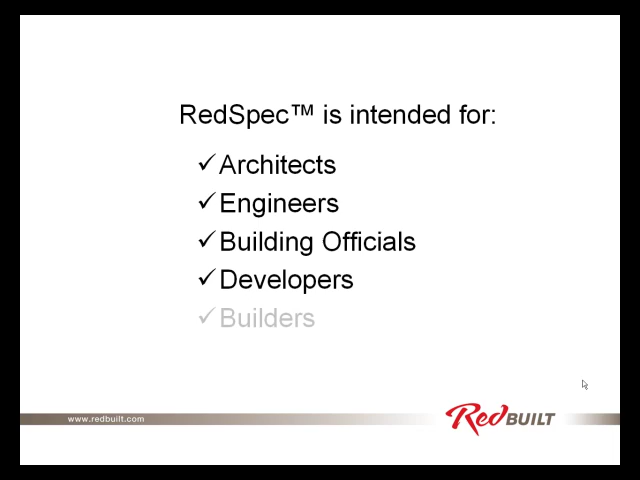 RedSpec™ is intended for:
✓Architects
✓Engineers
✓Building Officials
✓Developers
✓Builders
www.redbuilt.com
RedBUILT